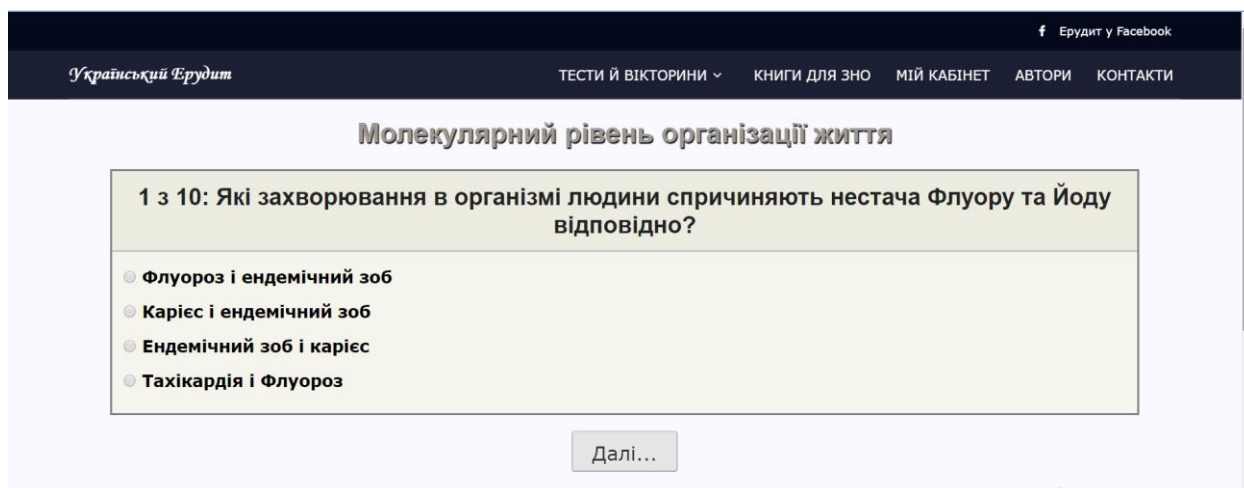 Ерудит у Facebook
Український Ерудит ТЕСТИ Й ВІКТОРИНИ КНИГИ ДЛЯ ЗНО МІЙ КАБІНЕТ АВТОРИ КОНТАКТИ
Молекулярний рівень організації життя
1 з 10: Які захворювання в організмі людини спричиняють нестача Флуору та Йоду
відповідно?
Флуороз і ендемічний зоб
Карієс і ендемічний зоб
Ендемічний зоб і карієс
Тахікардія і Флуороз
Далі...